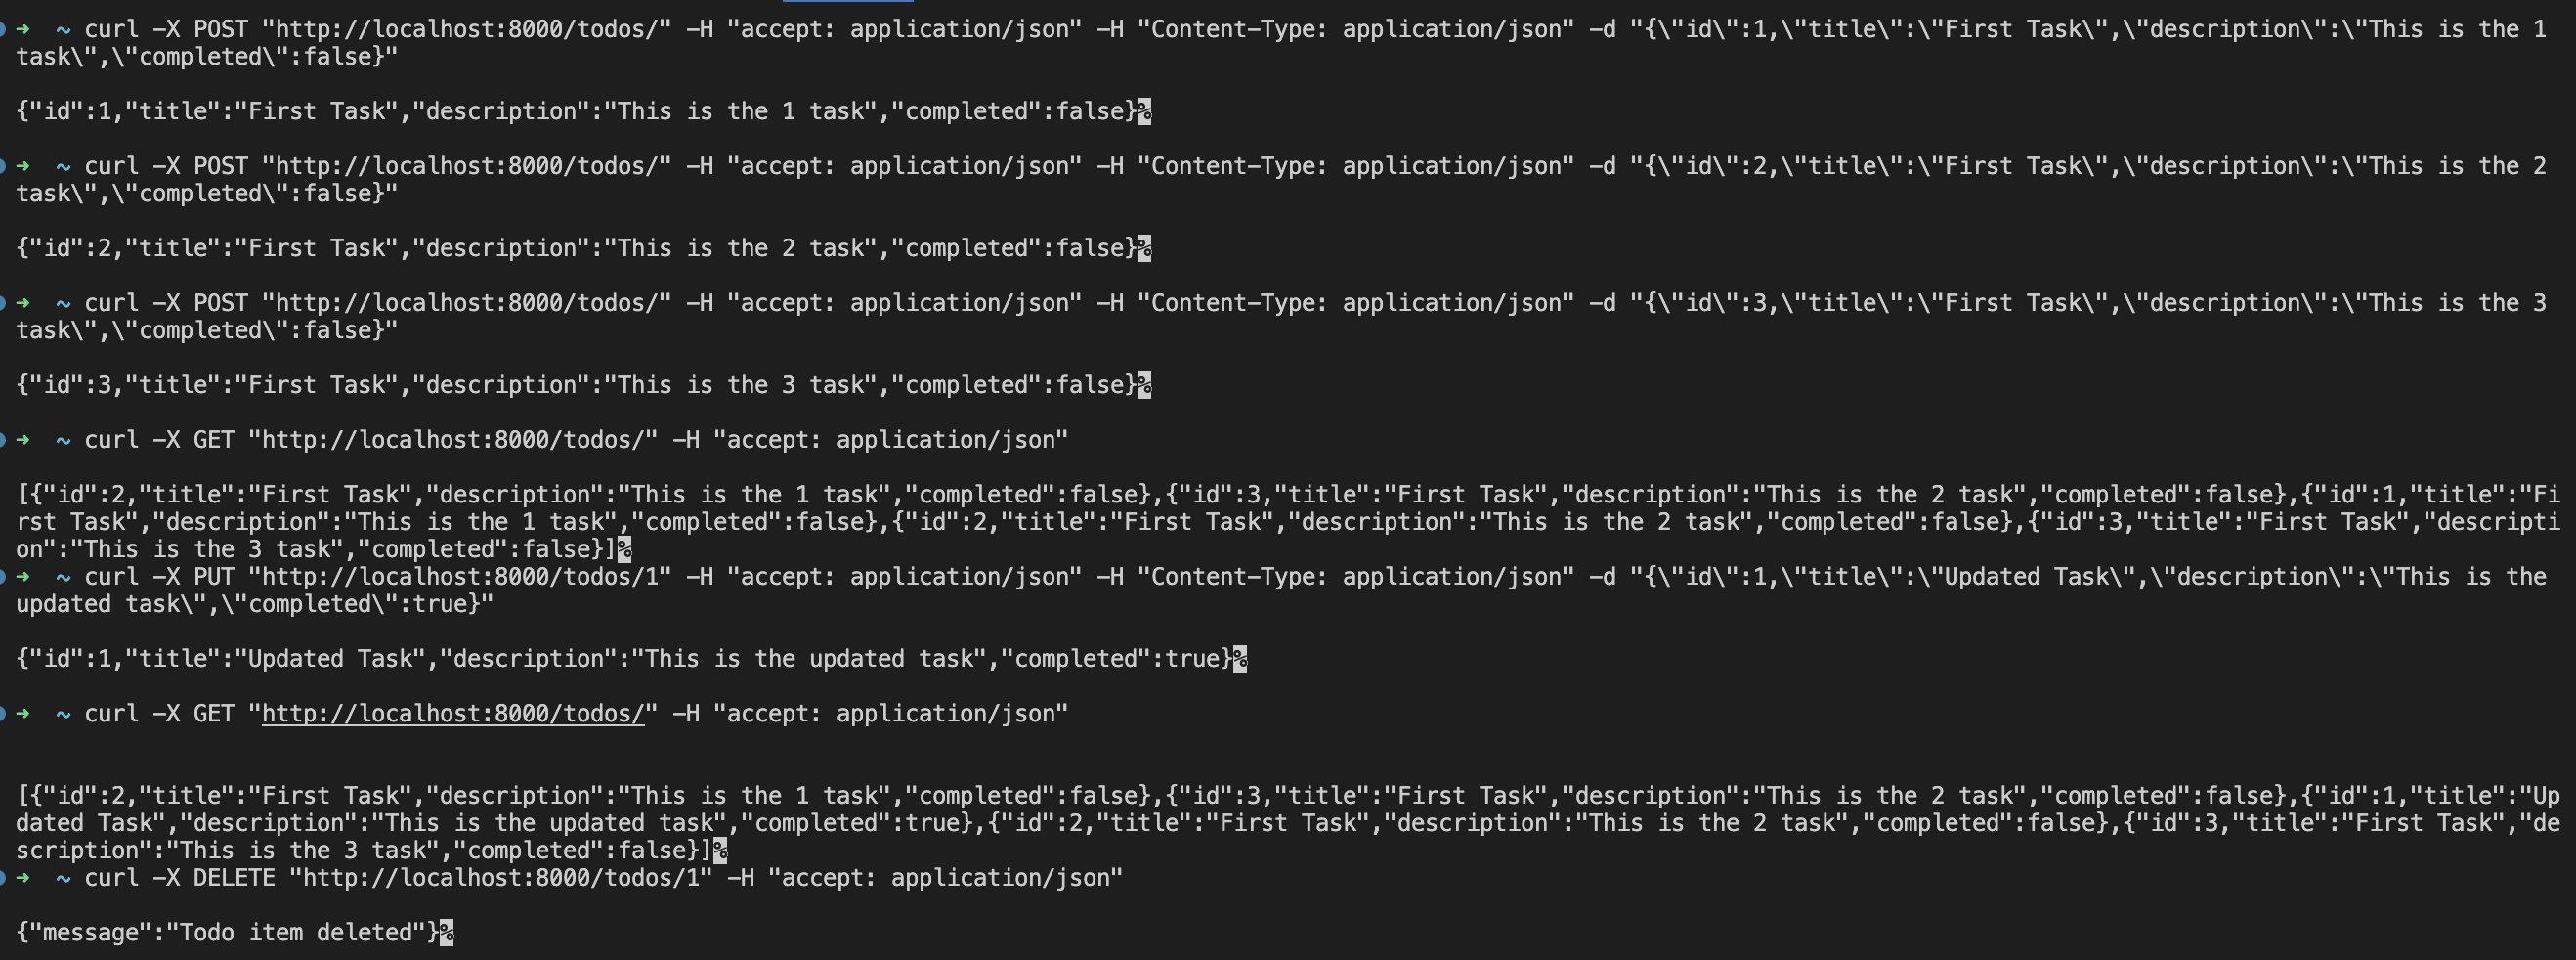 ➜  ~ curl -X POST "http://localhost:8000/todos/" -H "accept: application/json" -H "Content-Type: application/json" -d "{\"id\":1,\"title\":\"First Task\",\"description\":\"This is the 1
task\",\"completed\":false}"
{"id":1,"title":"First Task","description":"This is the 1 task","completed":false}%
➜  ~ curl -X POST "http://localhost:8000/todos/" -H "accept: application/json" -H "Content-Type: application/json" -d "{\"id\":2,\"title\":\"First Task\",\"description\":\"This is the 2
task\",\"completed\":false}"
{"id":2,"title":"First Task","description":"This is the 2 task","completed":false}%
➜  ~ curl -X POST "http://localhost:8000/todos/" -H "accept: application/json" -H "Content-Type: application/json" -d "{\"id\":3,\"title\":\"First Task\",\"description\":\"This is the 3
task\",\"completed\":false}"
{"id":3,"title":"First Task","description":"This is the 3 task","completed":false}%
➜  ~ curl -X GET "http://localhost:8000/todos/" -H "accept: application/json"
[{"id":2,"title":"First Task","description":"This is the 1 task","completed":false},{"id":3,"title":"First Task","description":"This is the 2 task","completed":false},{"id":1,"title":"Fi
rst Task","description":"This is the 1 task","completed":false},{"id":2,"title":"First Task","description":"This is the 2 task","completed":false},{"id":3,"title":"First Task","descripti
on":"This is the 3 task","completed":false}]%
➜  ~ curl -X PUT "http://localhost:8000/todos/1" -H "accept: application/json" -H "Content-Type: application/json" -d "{\"id\":1,\"title\":\"Updated Task\",\"description\":\"This is the
updated task\",\"completed\":true}"
{"id":1,"title":"Updated Task","description":"This is the updated task","completed":true}%
➜  ~ curl -X GET "http://localhost:8000/todos/" -H "accept: application/json"
[{"id":2,"title":"First Task","description":"This is the 1 task","completed":false},{"id":3,"title":"First Task","description":"This is the 2 task","completed":false},{"id":1,"title":"Up
dated Task","description":"This is the updated task","completed":true},{"id":2,"title":"First Task","description":"This is the 2 task","completed":false},{"id":3,"title":"First Task","de
scription":"This is the 3 task","completed":false}]%
➜  ~ curl -X DELETE "http://localhost:8000/todos/1" -H "accept: application/json"
{"message":"Todo item deleted"}%